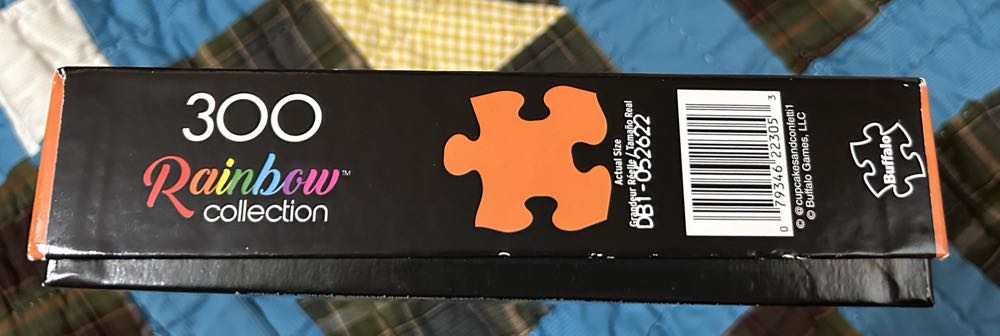 300
Rainbow™
collection
Actual Size
Grandeur Réelle / Tamaño Real
DB1-052622
0 79346 22305 3
© @cupcakesandconfetti1
© Buffalo Games, LLC
Buffalo